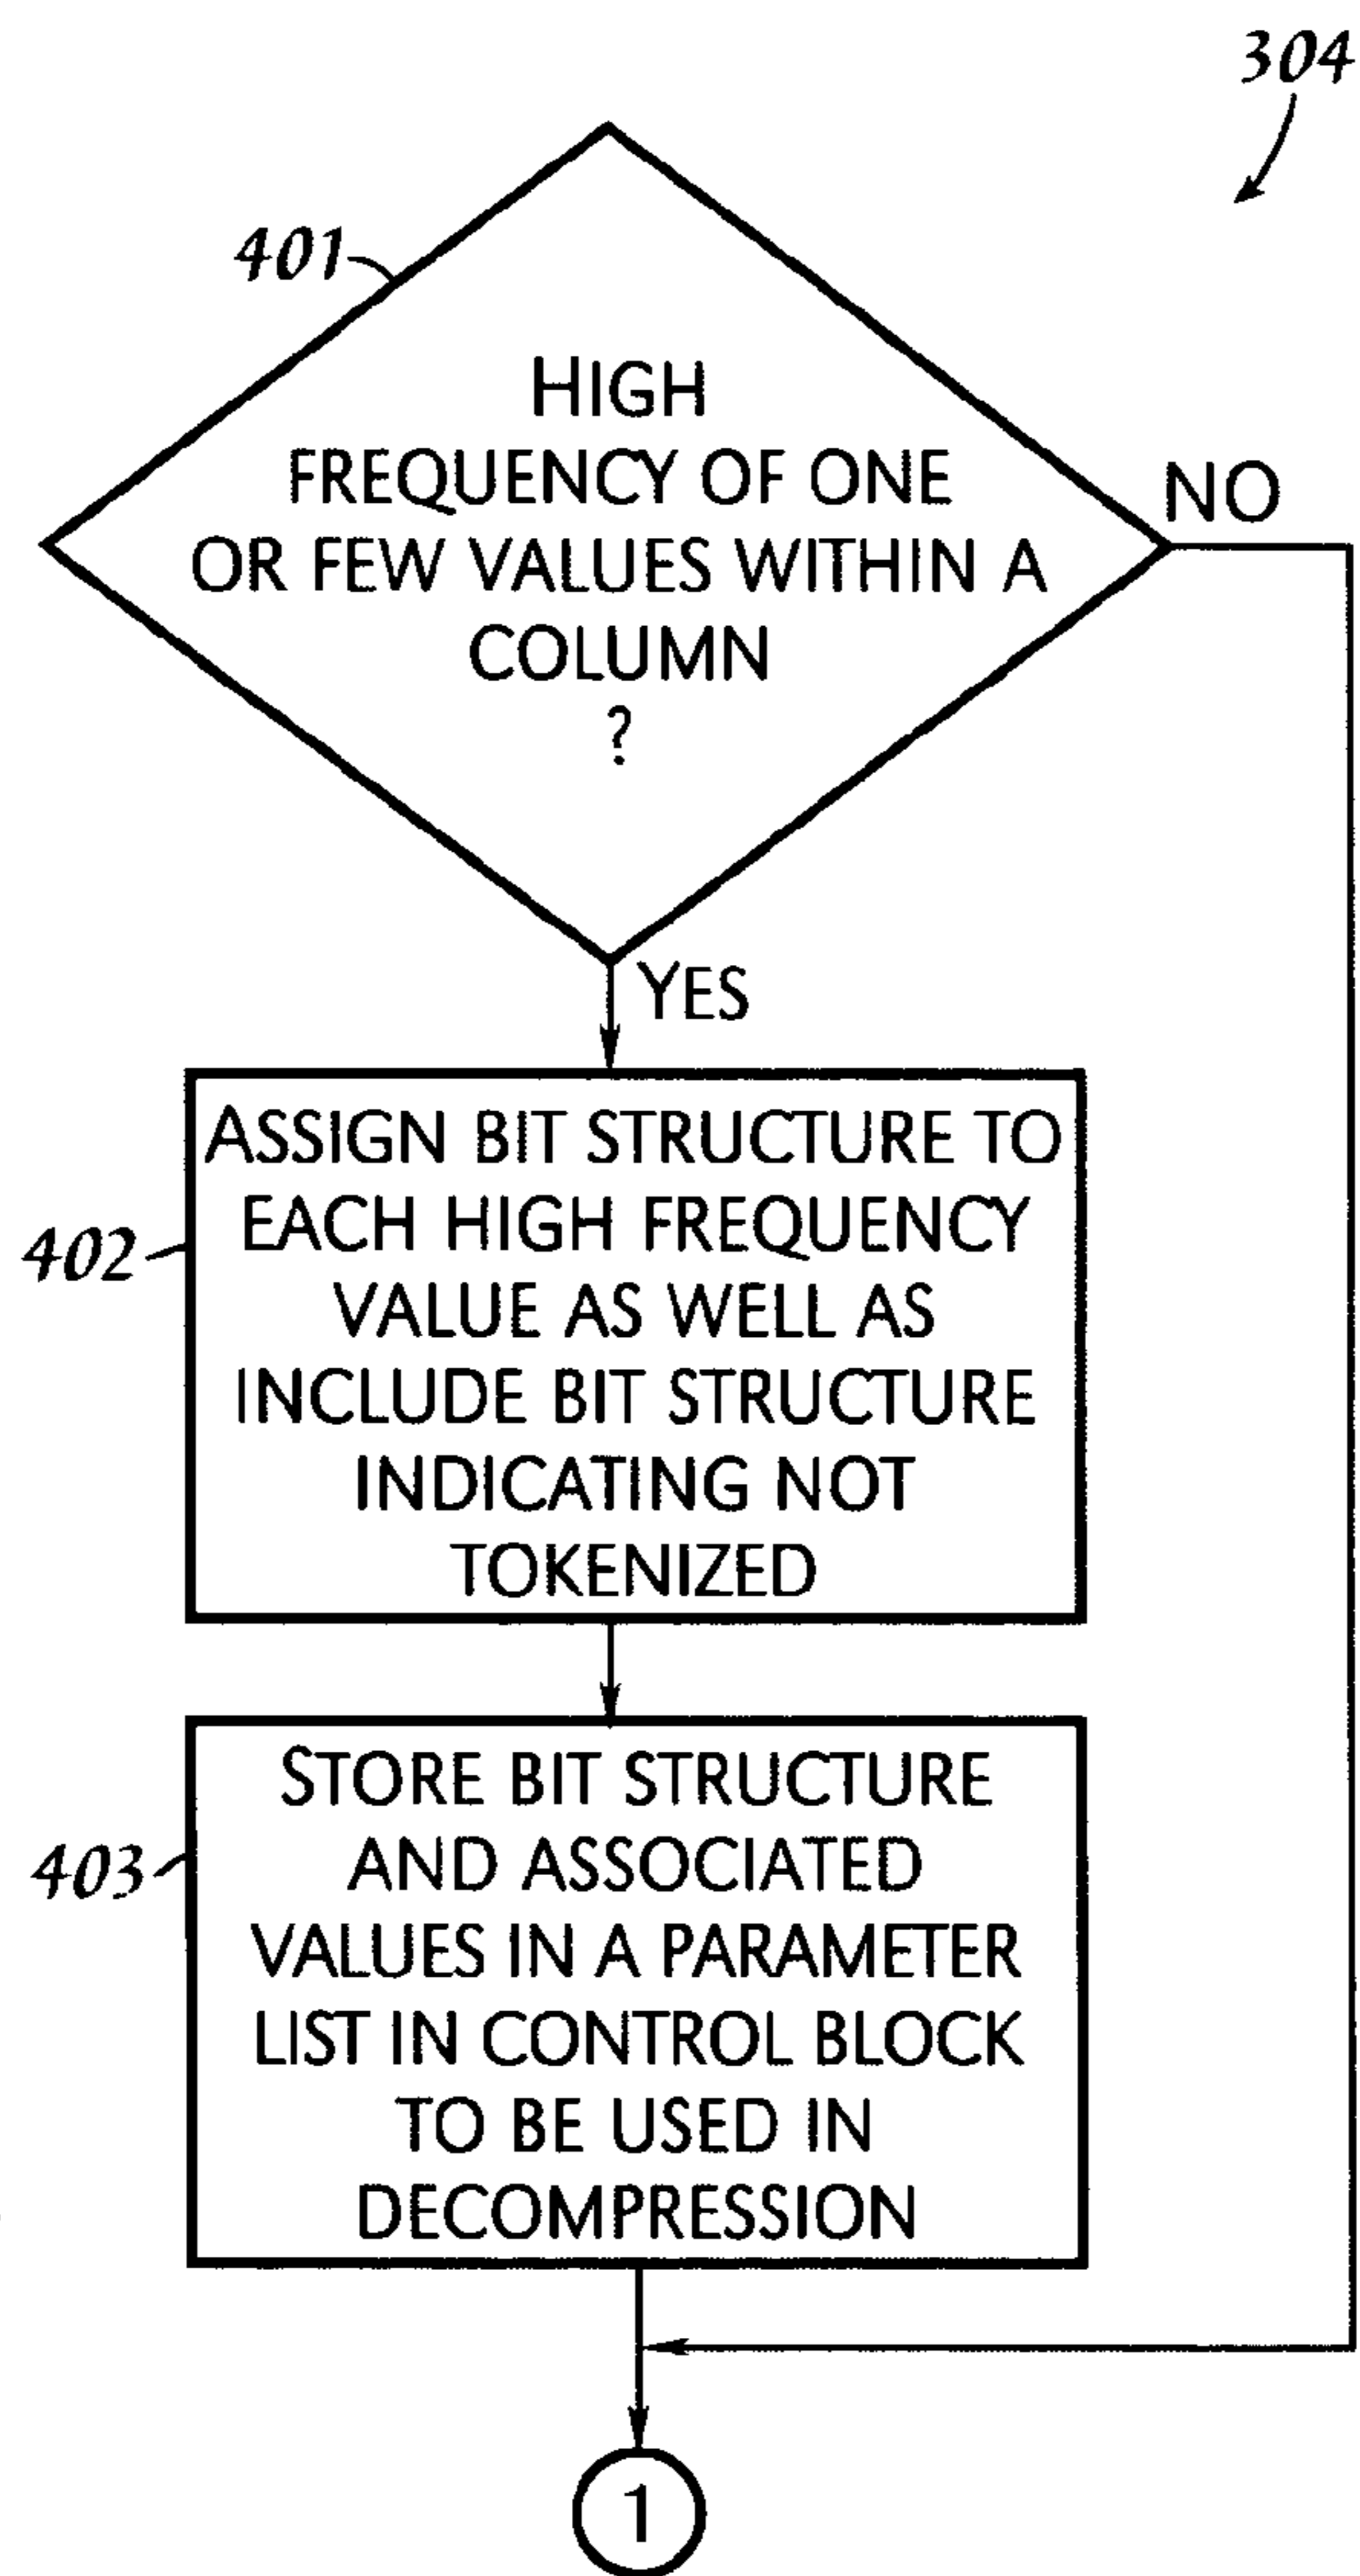 304
401
HIGH
FREQUENCY OF ONE
OR FEW VALUES WITHIN A
COLUMN
?
NO
YES
402
ASSIGN BIT STRUCTURE TO
EACH HIGH FREQUENCY
VALUE AS WELL AS
INCLUDE BIT STRUCTURE
INDICATING NOT
TOKENIZED
403
STORE BIT STRUCTURE
AND ASSOCIATED
VALUES IN A PARAMETER
LIST IN CONTROL BLOCK
TO BE USED IN
DECOMPRESSION
1